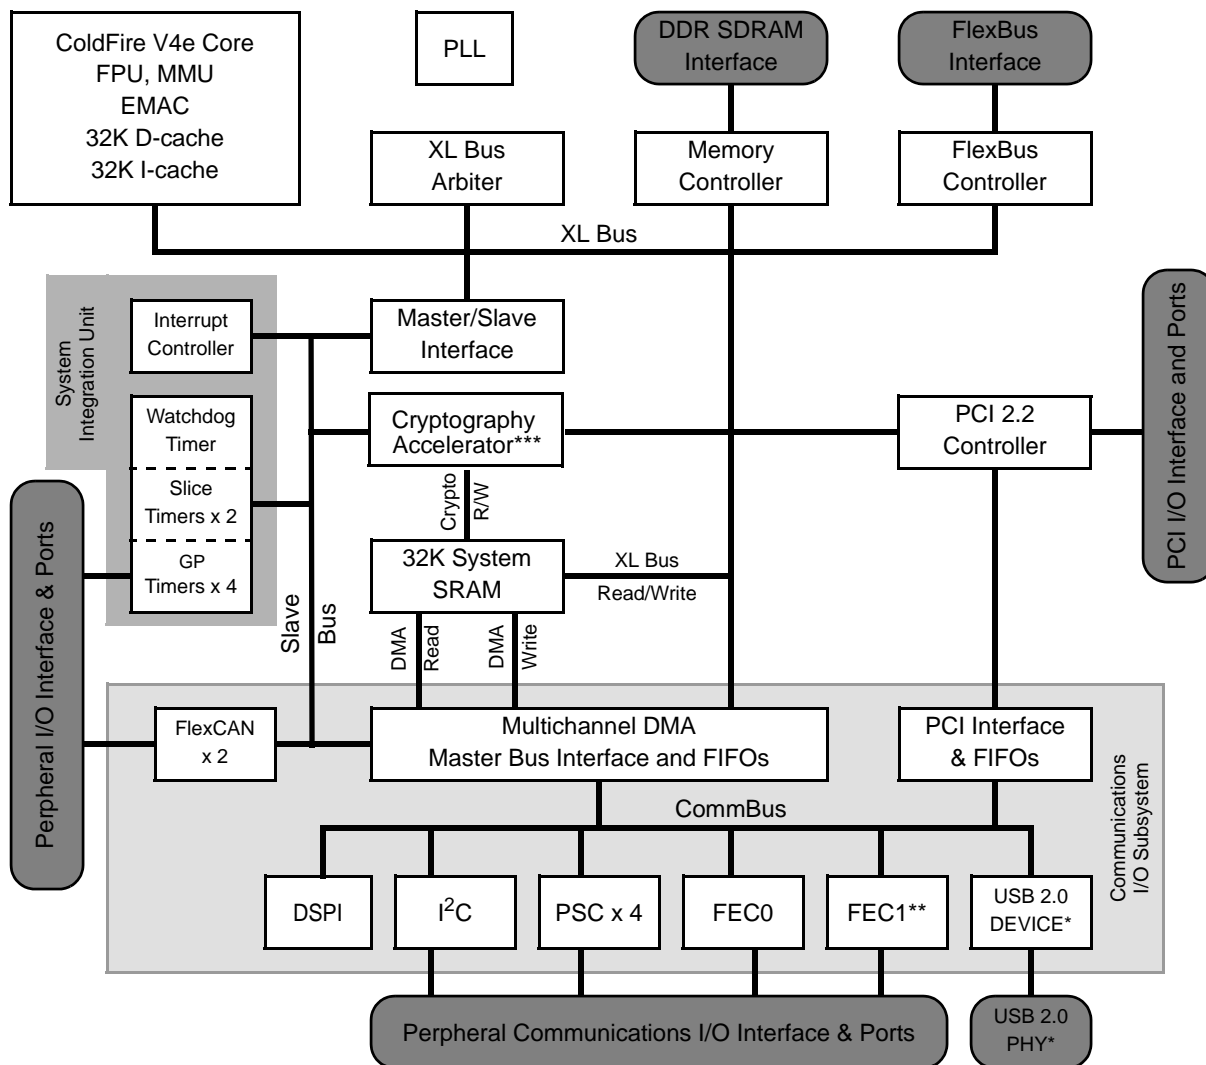 ColdFire V4e Core
FPU, MMU
EMAC
32K D-cache
32K I-cache
PLL
DDR SDRAM
Interface
FlexBus
Interface
XL Bus
Arbiter
Memory
Controller
FlexBus
Controller
XL Bus
System
Integration Unit
Interrupt
Controller
Master/Slave
Interface
Watchdog
Timer
Slice
Timers x 2
GP
Timers x 4
Cryptography
Accelerator***
PCI 2.2
Controller
PCI I/O Interface and Ports
Crypto
R/W
32K System
SRAM
XL Bus
Read/Write
Perpheral I/O Interface & Ports
Slave
Bus
DMA
Read
DMA
Write
FlexCAN
x 2
Multichannel DMA
Master Bus Interface and FIFOs
PCI Interface
& FIFOs
Communications
I/O Subsystem
CommBus
DSPI
I²C
PSC x 4
FEC0
FEC1**
USB 2.0
DEVICE*
Perpheral Communications I/O Interface & Ports
USB 2.0
PHY*